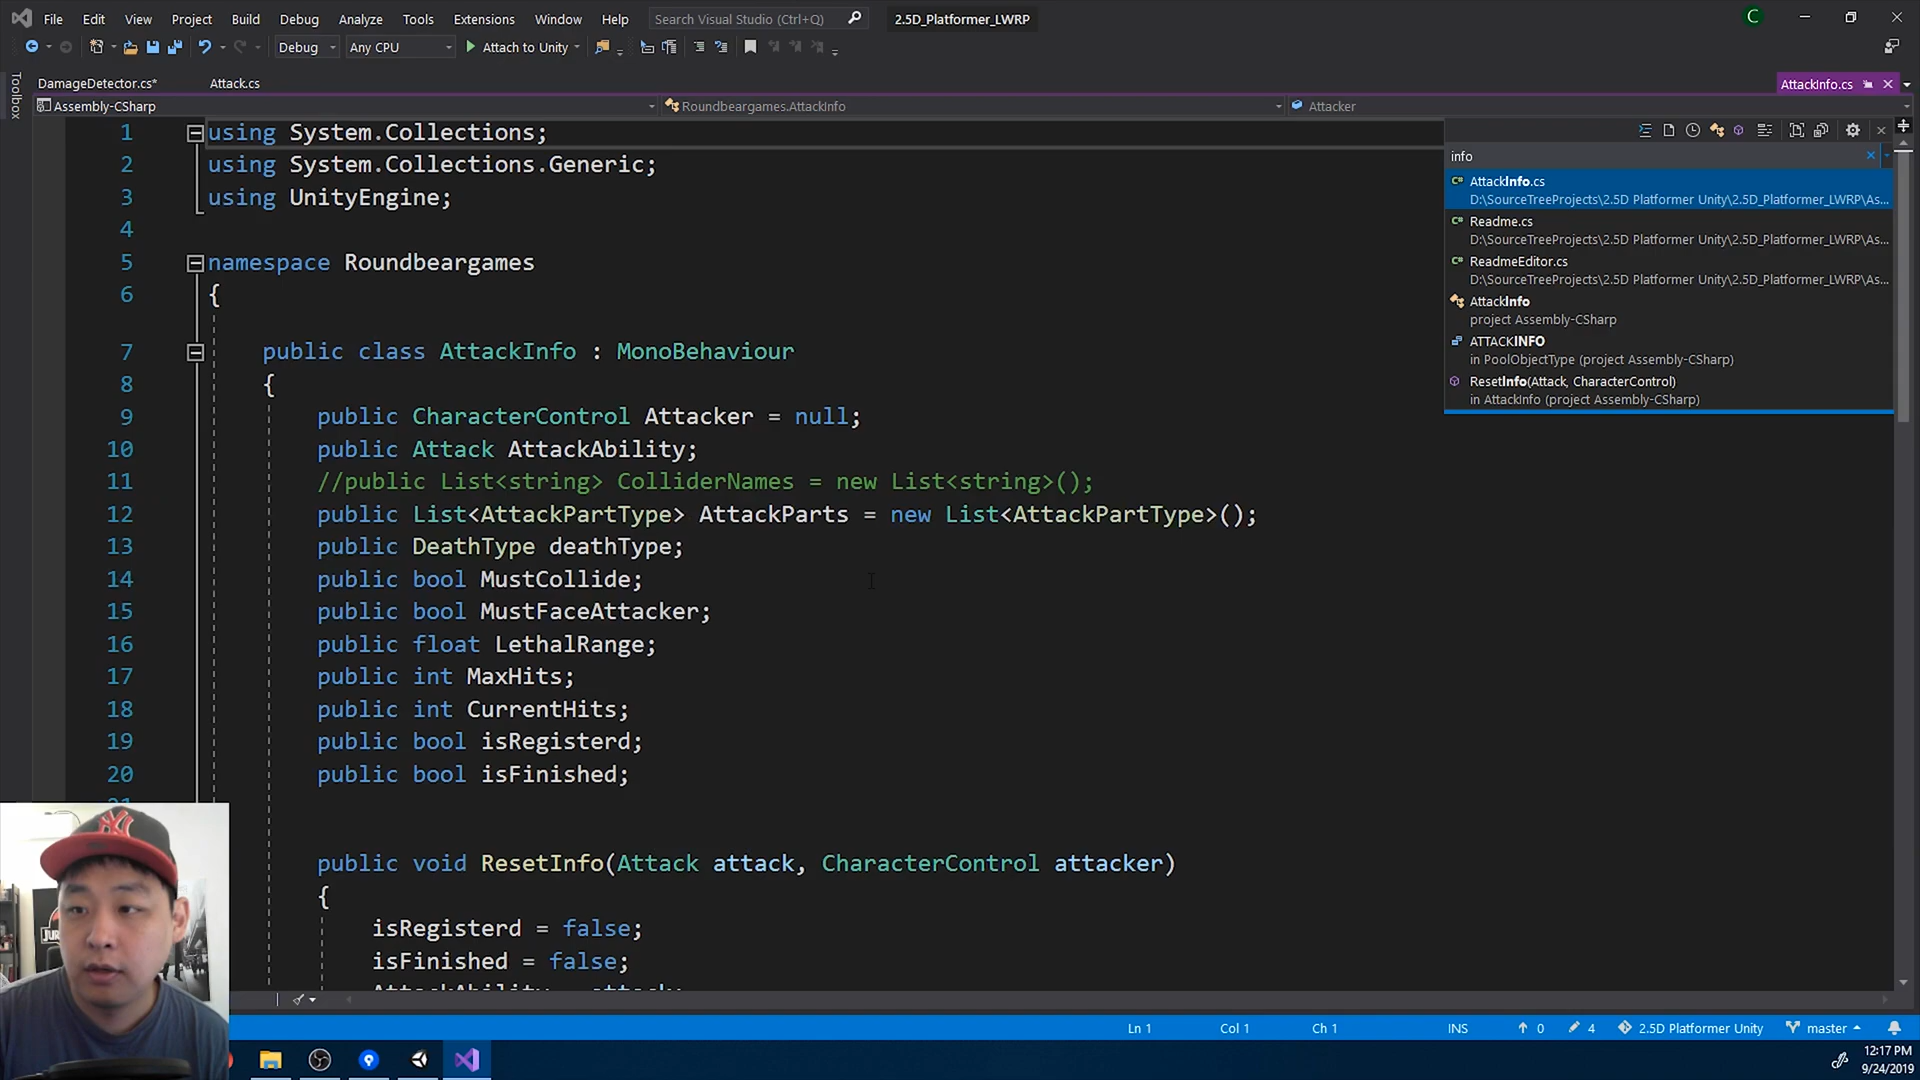 File Edit View Project Build Debug Analyze Tools Extensions Window Help Search Visual Studio (Ctrl+Q) 2.5D_Platformer_LWRP C
Debug Any CPU Attach to Unity
Toolbox
DamageDetector.cs* Attack.cs AttackInfo.cs
Assembly-CSharp Roundbeargames.AttackInfo Attacker
1 using System.Collections;
2 using System.Collections.Generic;
3 using UnityEngine;
4
5 namespace Roundbeargames
6 {
7 public class AttackInfo : MonoBehaviour
8 {
9 public CharacterControl Attacker = null;
10 public Attack AttackAbility;
11 //public List<string> ColliderNames = new List<string>();
12 public List<AttackPartType> AttackParts = new List<AttackPartType>();
13 public DeathType deathType;
14 public bool MustCollide;
15 public bool MustFaceAttacker;
16 public float LethalRange;
17 public int MaxHits;
18 public int CurrentHits;
19 public bool isRegisterd;
20 public bool isFinished;
public void ResetInfo(Attack attack, CharacterControl attacker)
{
isRegisterd = false;
isFinished = false;
info
AttackInfo.cs
D:\SourceTreeProjects\2.5D Platformer Unity\2.5D_Platformer_LWRP\As...
Readme.cs
D:\SourceTreeProjects\2.5D Platformer Unity\2.5D_Platformer_LWRP\As...
ReadmeEditor.cs
D:\SourceTreeProjects\2.5D Platformer Unity\2.5D_Platformer_LWRP\As...
AttackInfo
project Assembly-CSharp
ATTACKINFO
in PoolObjectType (project Assembly-CSharp)
ResetInfo(Attack, CharacterControl)
in AttackInfo (project Assembly-CSharp)
Ln 1 Col 1 Ch 1 INS 0 4 2.5D Platformer Unity master
12:17 PM
9/24/2019